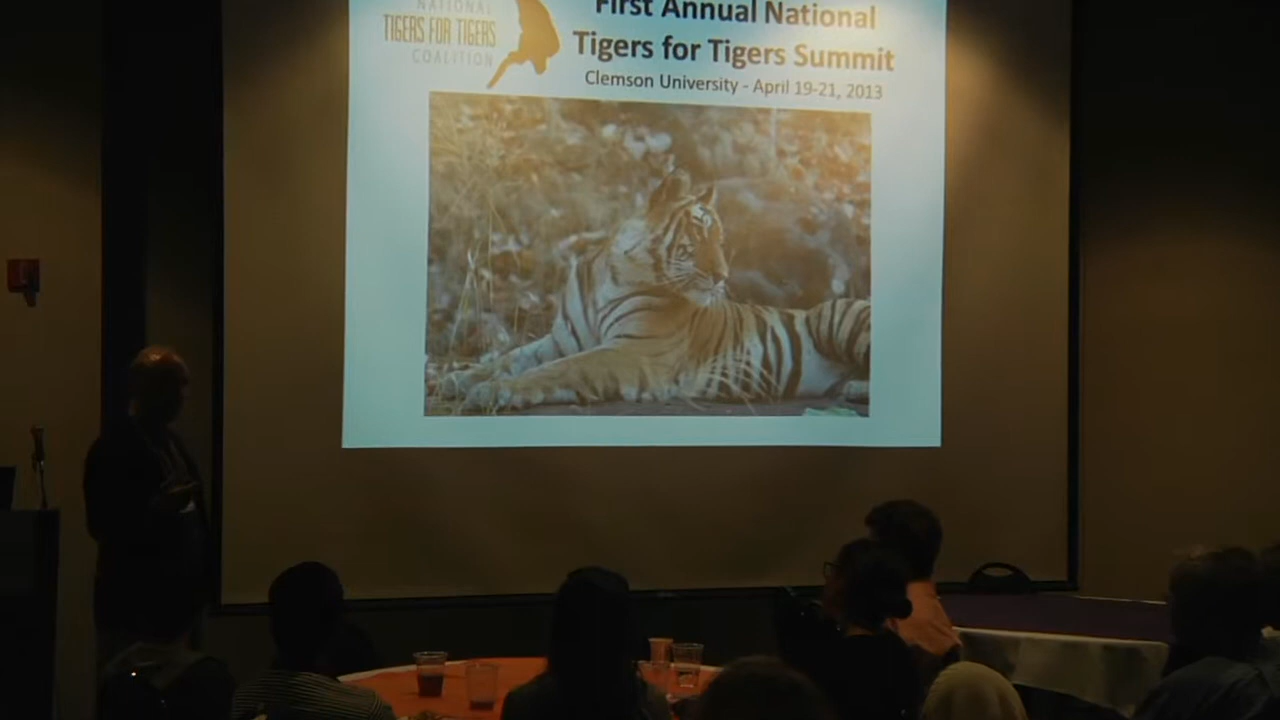 NATIONAL
TIGERS FOR TIGERS
COALITION
First Annual National
Tigers for Tigers Summit
Clemson University - April 19-21, 2013